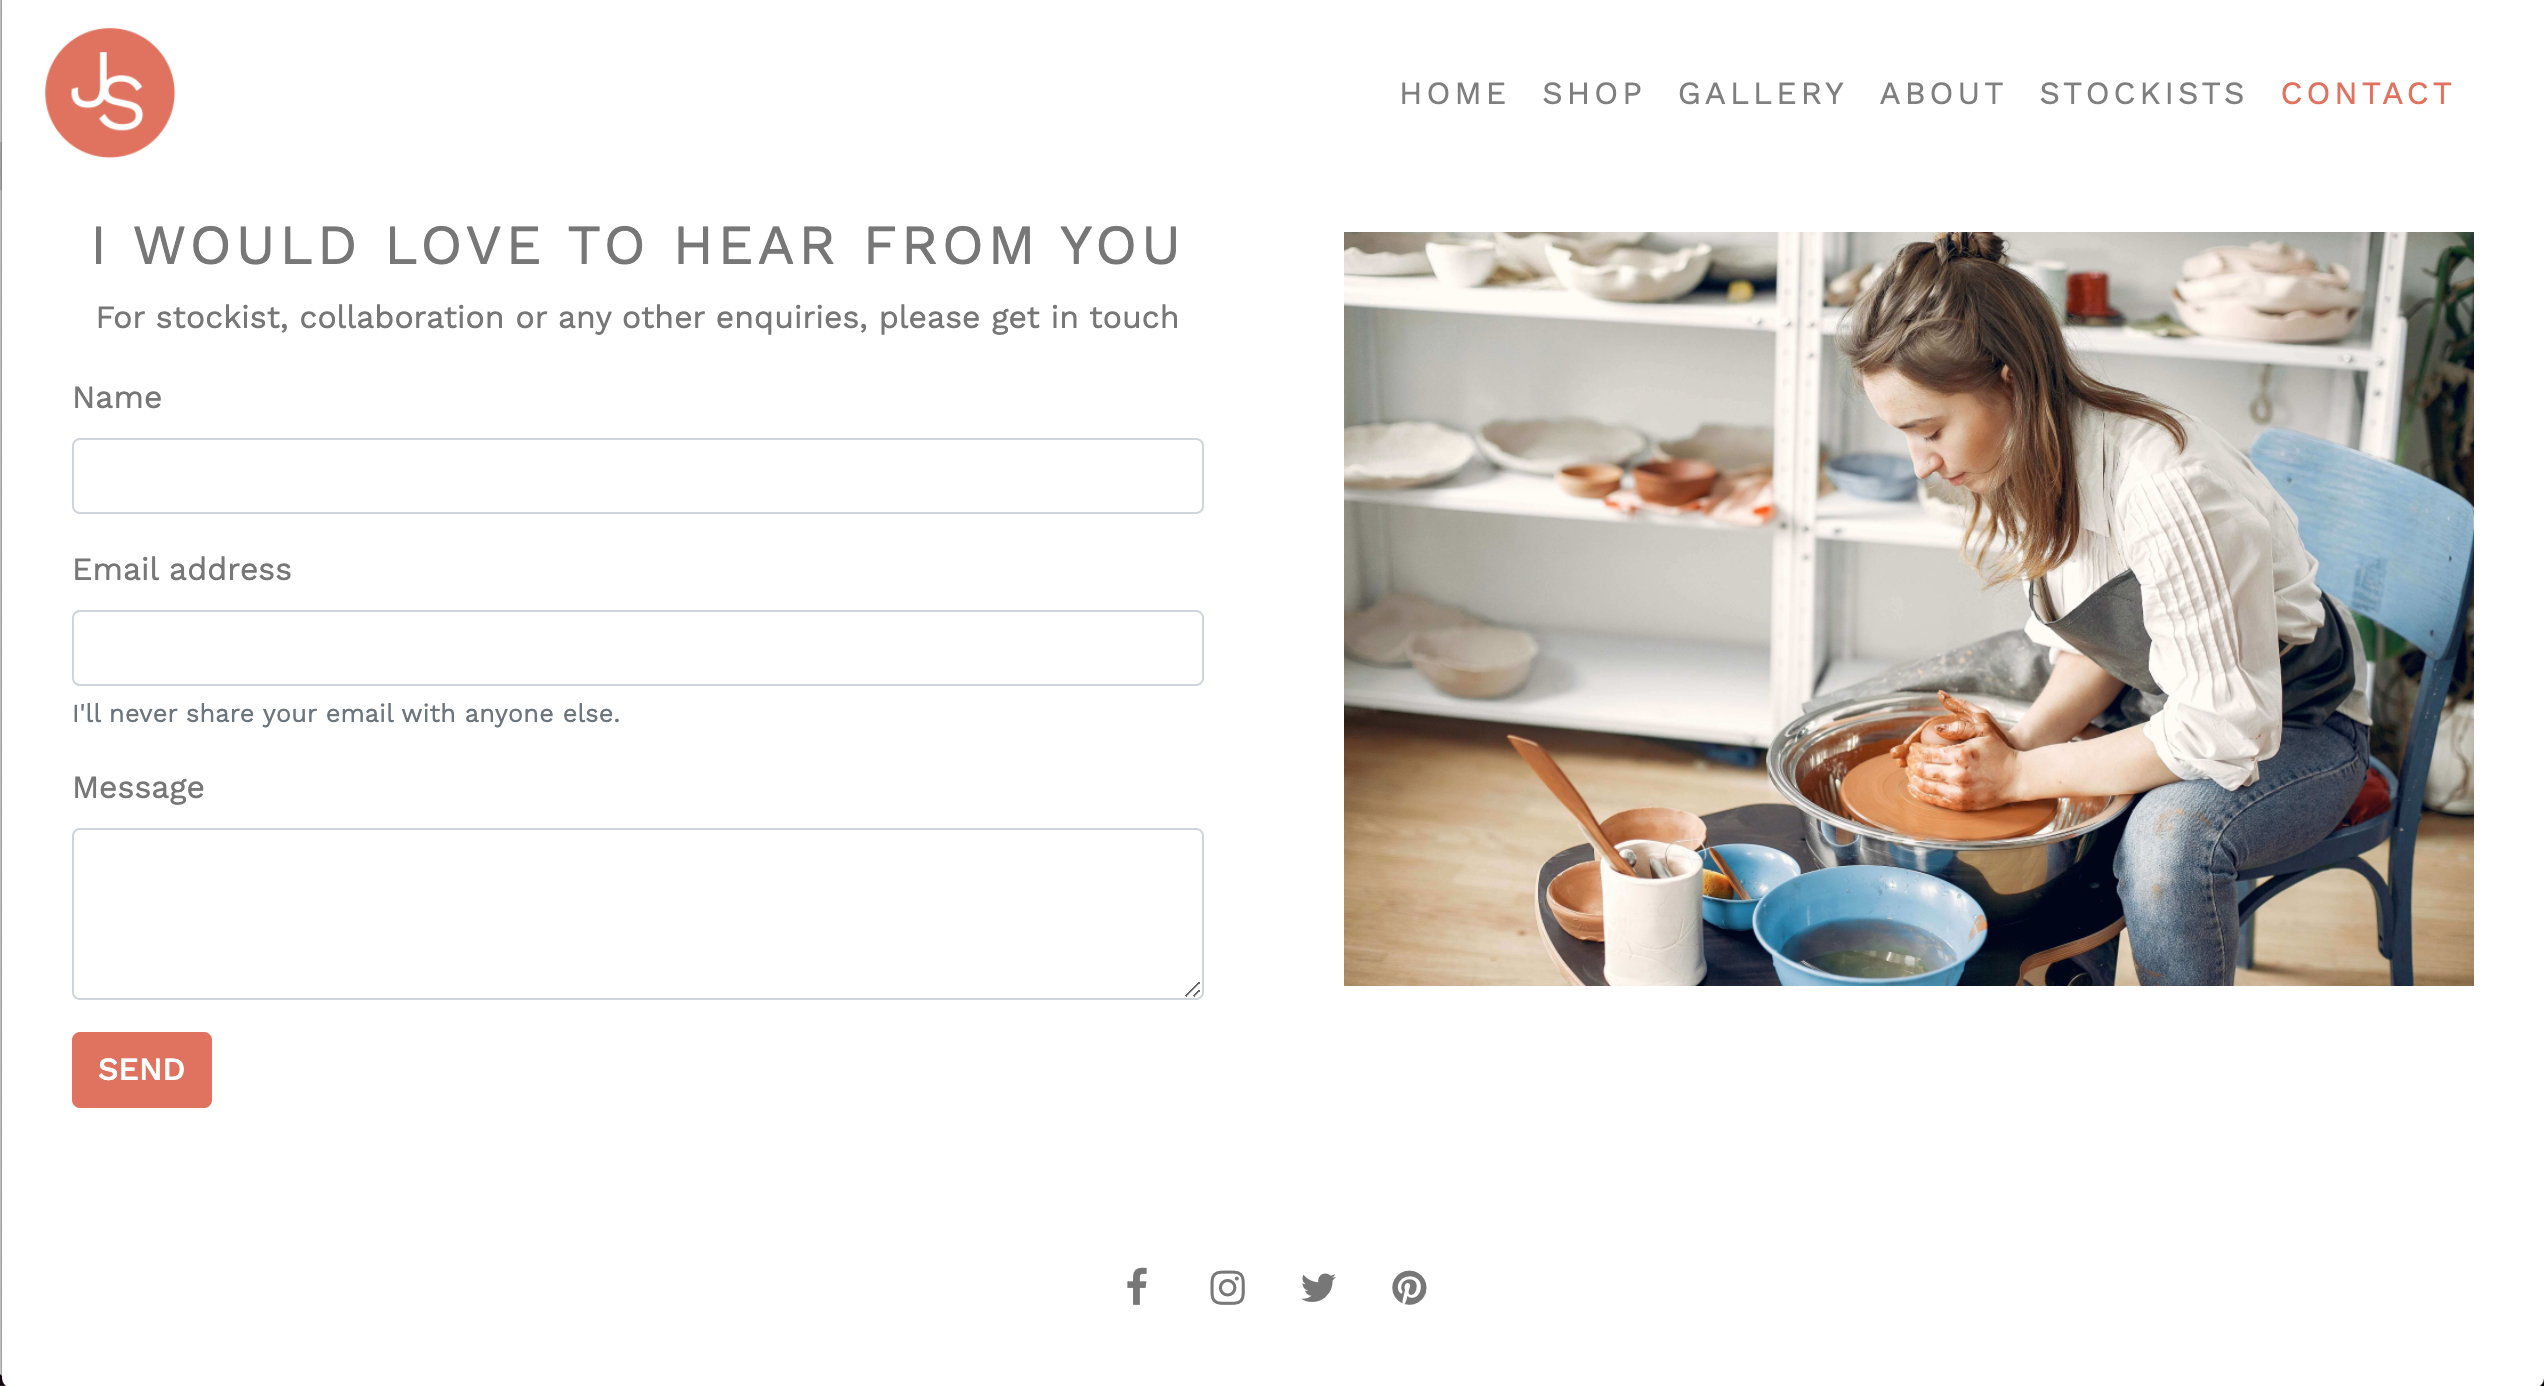 JS
HOME SHOP GALLERY ABOUT STOCKISTS CONTACT
I WOULD LOVE TO HEAR FROM YOU
For stockist, collaboration or any other enquiries, please get in touch
Name
Email address
I'll never share your email with anyone else.
Message
SEND